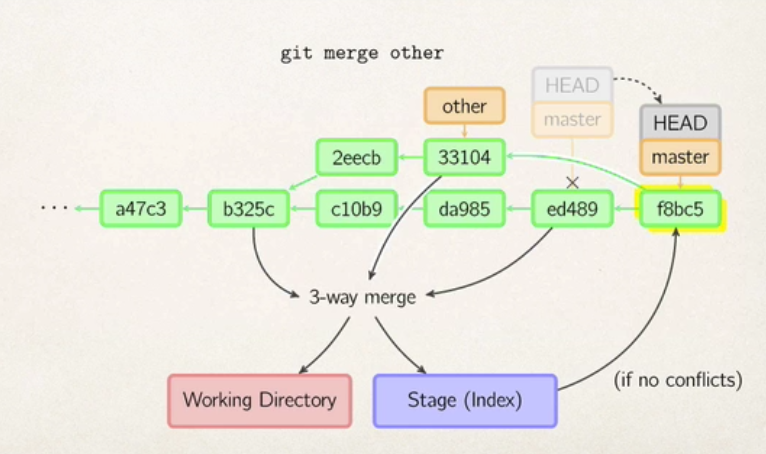 git merge other
HEAD
other
master
HEAD
2eecb
33104
master
...
a47c3
b325c
c10b9
da985
ed489
f8bc5
3-way merge
(if no conflicts)
Working Directory
Stage (Index)